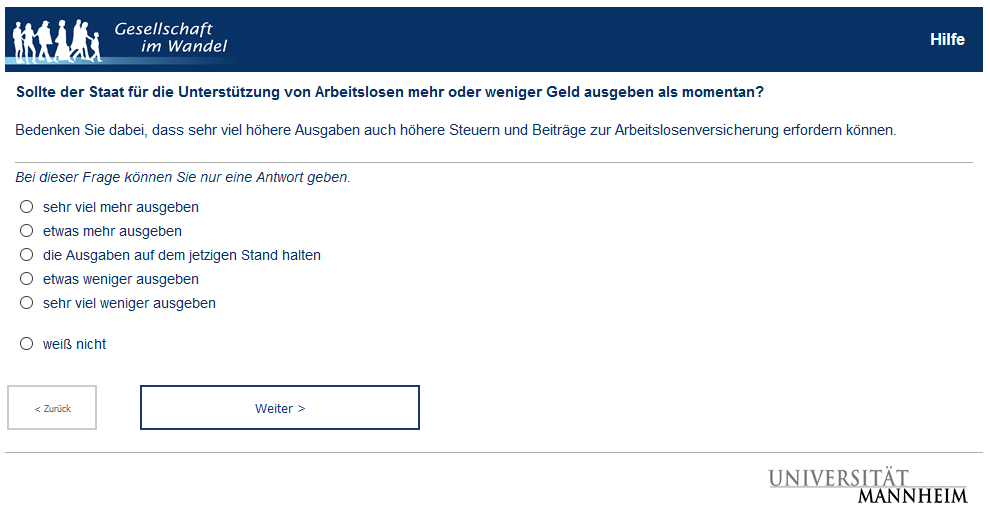 Gesellschaft
im Wandel
Hilfe
Sollte der Staat für die Unterstützung von Arbeitslosen mehr oder weniger Geld ausgeben als momentan?
Bedenken Sie dabei, dass sehr viel höhere Ausgaben auch höhere Steuern und Beiträge zur Arbeitslosenversicherung erfordern können.
Bei dieser Frage können Sie nur eine Antwort geben.
sehr viel mehr ausgeben
etwas mehr ausgeben
die Ausgaben auf dem jetzigen Stand halten
etwas weniger ausgeben
sehr viel weniger ausgeben
weiß nicht
< Zurück
Weiter >
UNIVERSITÄT
MANNHEIM